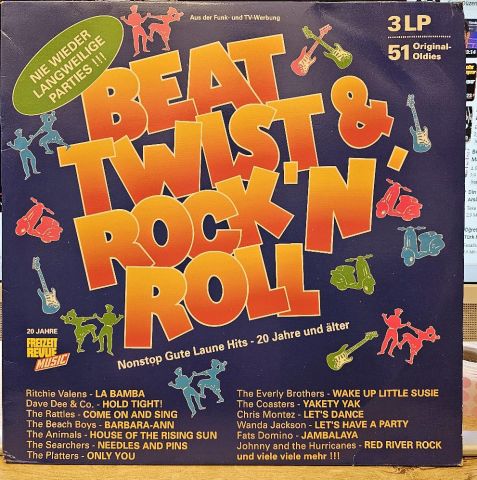 Aus der Funk- und TV-Werbung
3 LP
51 Original-
Oldies
NIE WIEDER
LANGWEILIGE
PARTIES !!!
BEAT
TWIST &
ROCK 'N'
ROLL
Nonstop Gute Laune Hits - 20 Jahre und älter
20 JAHRE
FREIZEIT
REVUE
MUSIC!
Ritchie Valens - LA BAMBA
Dave Dee & Co. - HOLD TIGHT!
The Rattles - COME ON AND SING
The Beach Boys - BARBARA-ANN
The Animals - HOUSE OF THE RISING SUN
The Searchers - NEEDLES AND PINS
The Platters - ONLY YOU
The Everly Brothers - WAKE UP LITTLE SUSIE
The Coasters - YAKETY YAK
Chris Montez - LET'S DANCE
Wanda Jackson - LET'S HAVE A PARTY
Fats Domino - JAMBALAYA
Johnny and the Hurricanes - RED RIVER ROCK
und viele viele mehr !!!